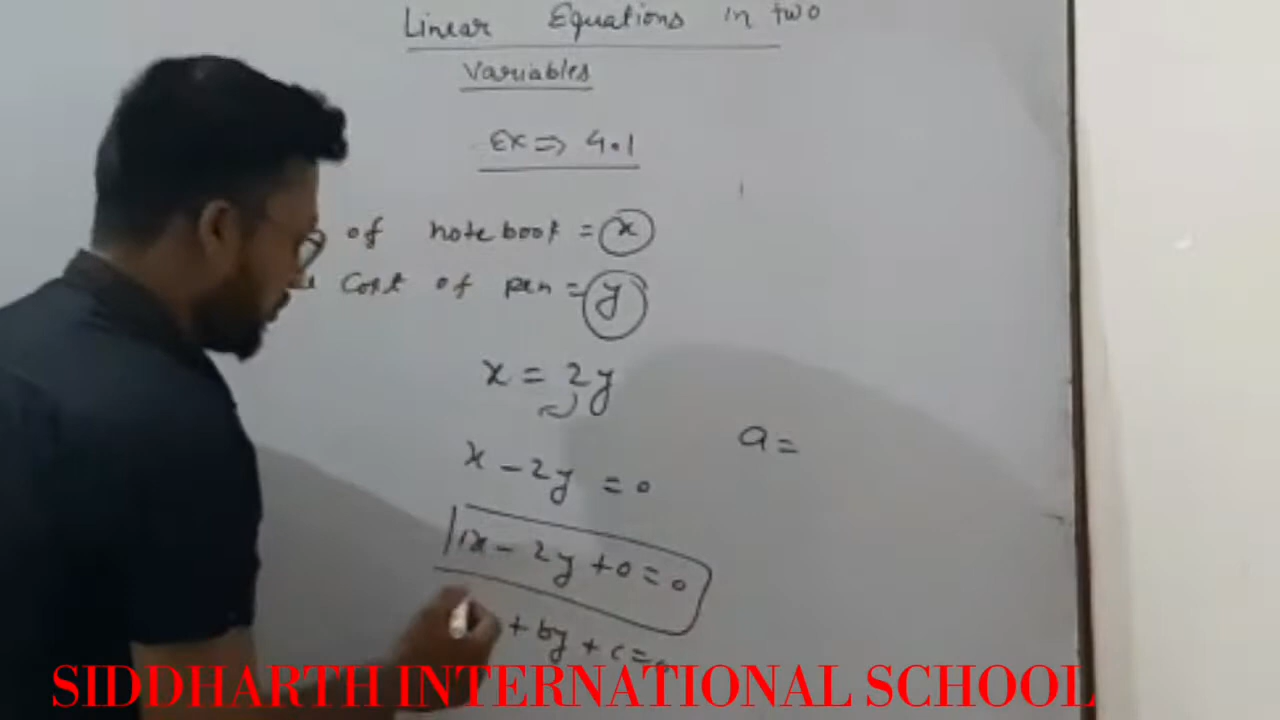 Linear Equations in two
Variables
Ex => 4.1
of notebook = x
Cost of pen = y
x = 2y
x - 2y = 0
a =
1x - 2y + 0 = 0
+ by + c = 0
SIDDHARTH INTERNATIONAL SCHOOL